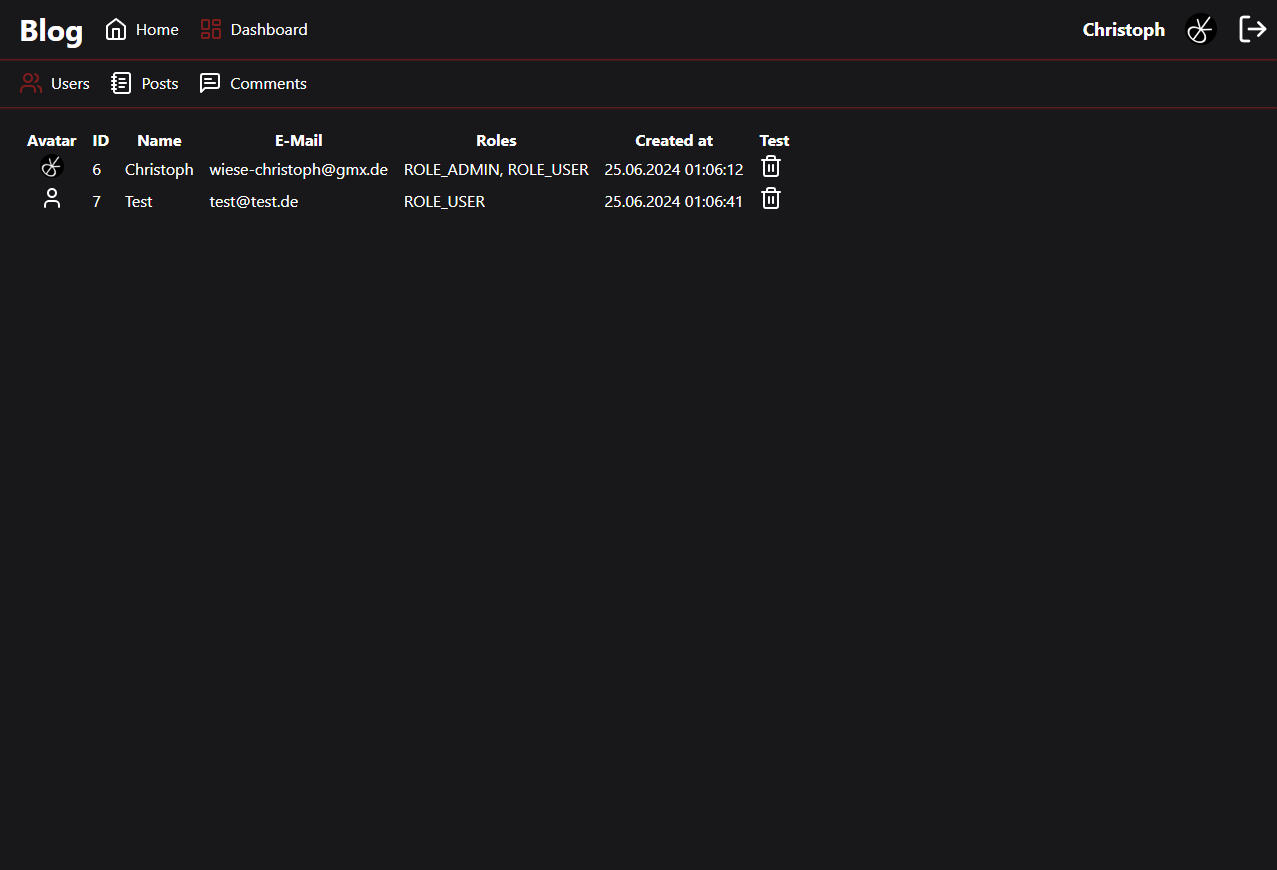 Blog Home Dashboard Christoph
Users Posts Comments
Avatar ID Name E-Mail Roles Created at Test
6 Christoph wiese-christoph@gmx.de ROLE_ADMIN, ROLE_USER 25.06.2024 01:06:12
7 Test test@test.de ROLE_USER 25.06.2024 01:06:41